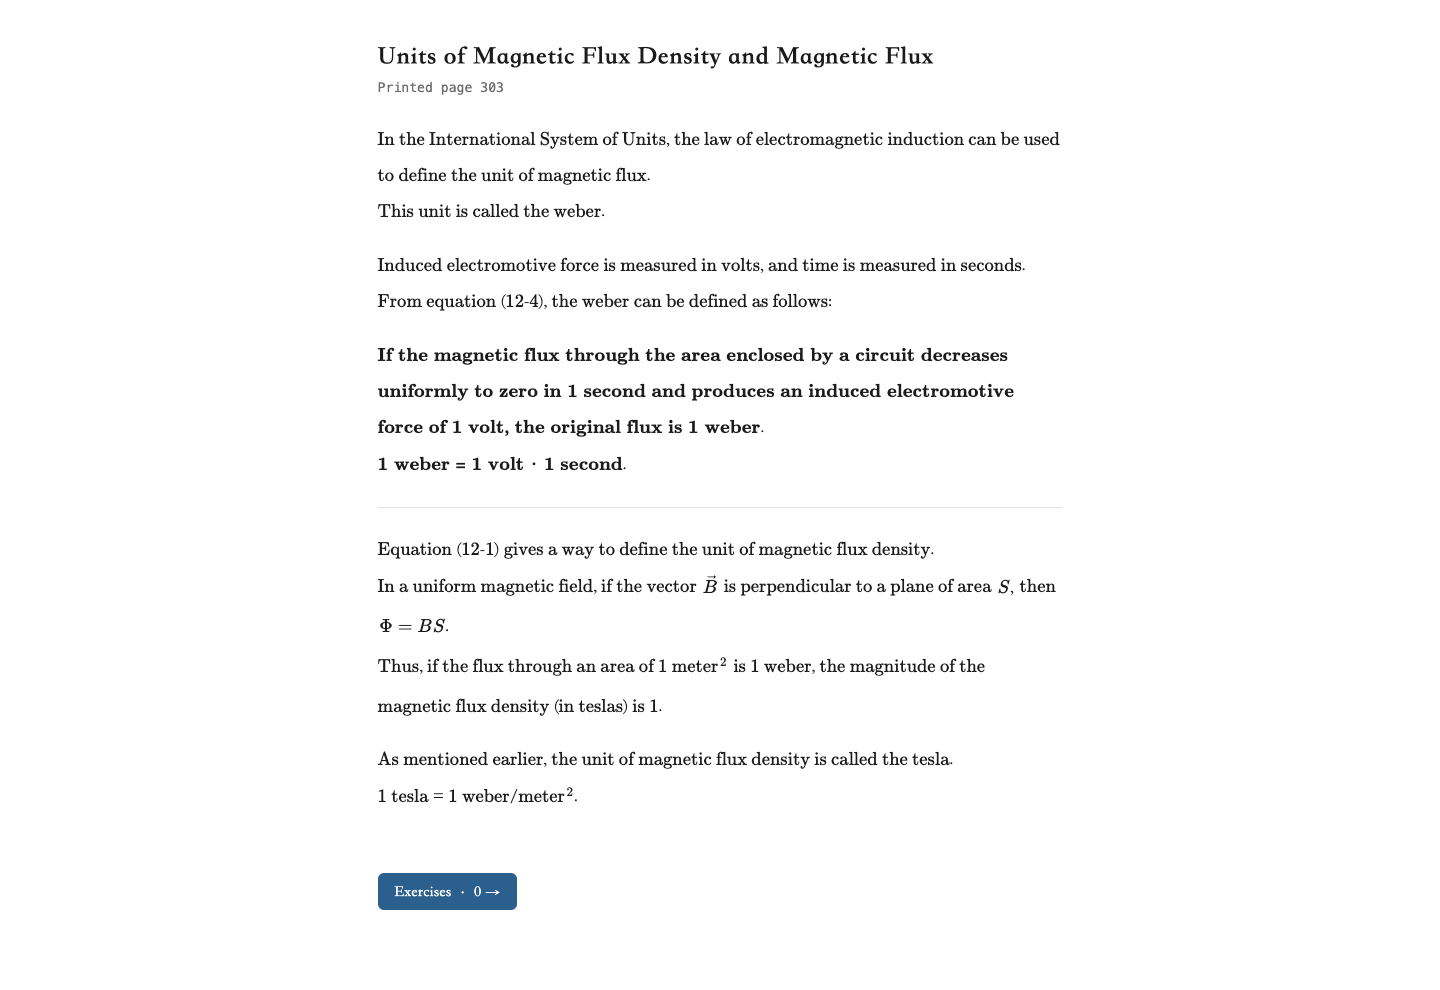 Units of Magnetic Flux Density and Magnetic Flux
Printed page 303
In the International System of Units, the law of electromagnetic induction can be used
to define the unit of magnetic flux.
This unit is called the weber.
Induced electromotive force is measured in volts, and time is measured in seconds.
From equation (12-4), the weber can be defined as follows:
If the magnetic flux through the area enclosed by a circuit decreases
uniformly to zero in 1 second and produces an induced electromotive
force of 1 volt, the original flux is 1 weber.
1 weber = 1 volt · 1 second.
Equation (12-1) gives a way to define the unit of magnetic flux density.
In a uniform magnetic field, if the vector B⃗ is perpendicular to a plane of area S, then
Φ = BS.
Thus, if the flux through an area of 1 meter² is 1 weber, the magnitude of the
magnetic flux density (in teslas) is 1.
As mentioned earlier, the unit of magnetic flux density is called the tesla.
1 tesla = 1 weber/meter².
Exercises · 0 →